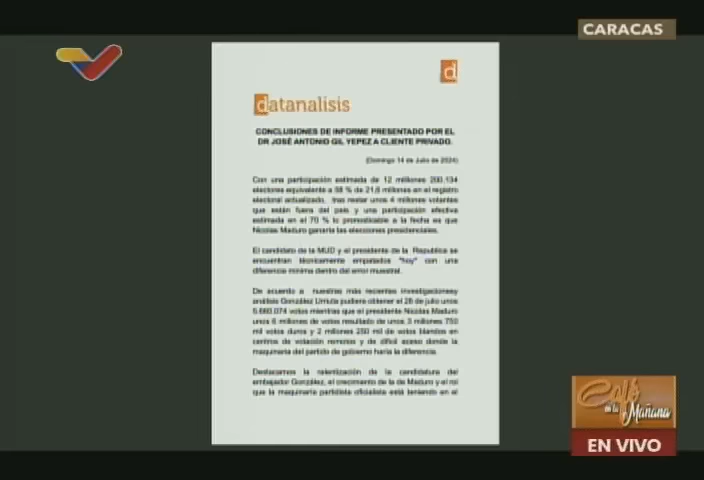 CARACAS
d
datanalisis
CONCLUSIONES DE INFORME PRESENTADO POR EL
DR JOSÉ ANTONIO GIL YEPEZ A CLIENTE PRIVADO.
(Domingo 14 de Julio de 2024)
Con una participación estimada de 12 millones 200.134
electores equivalente a 58 % de 21,6 millones en el registro
electoral actualizado, tras restar unos 4 millones votantes
que están fuera del país y una participación efectiva
estimada en el 70 % lo pronosticable a la fecha es que
Nicolas Maduro ganaría las elecciones presidenciales.
El candidato de la MUD y el presidente de la República se
encuentran técnicamente empatados "hoy" con una
diferencia mínima dentro del error muestral.
De acuerdo a nuestras más recientes investigacionesy
análisis González Urrutia pudiera obtener el 28 de julio unos
5.660.074 votos mientras que el presidente Nicolas Maduro
unos 6 millones de votos resultado de unos 3 millones 750
mil votos duros y 2 millones 250 mil de votos blandos en
centros de votación remotos y de difícil aceso donde la
maquinaria del partido de gobierno haría la diferencia.
Destacamos la ralentización de la candidatura del
embajador González, el crecimiento de la de Maduro y el rol
que la maquinaria partidista oficialista está teniendo en el
Café
en la
Mañana
EN VIVO